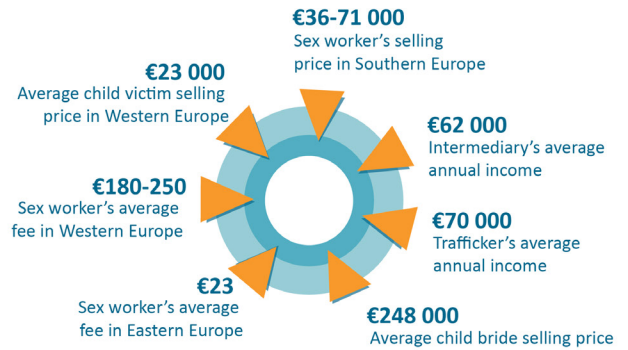 €36-71 000
Sex worker's selling
price in Southern Europe
€62 000
Intermediary's average
annual income
€70 000
Trafficker's average
annual income
€248 000
Average child bride selling price
€23
Sex worker's average
fee in Eastern Europe
€180-250
Sex worker's average
fee in Western Europe
€23 000
Average child victim selling
price in Western Europe